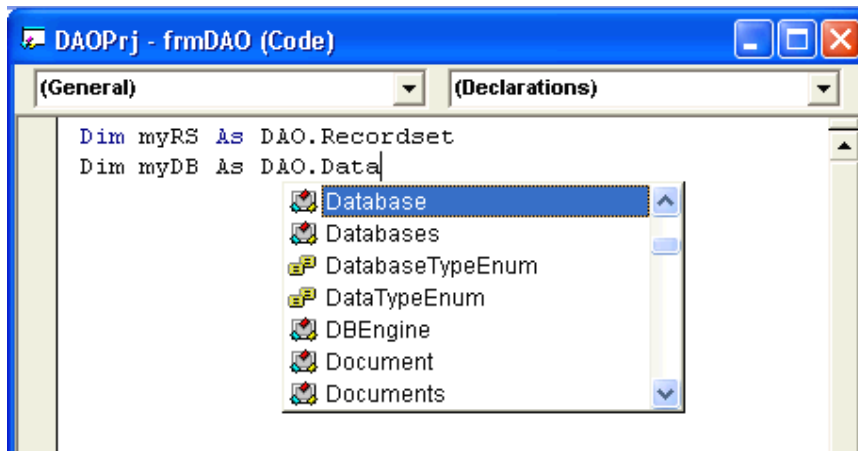 DAOPrj - frmDAO (Code)
(General) (Declarations)
Dim myRS As DAO.Recordset
Dim myDB As DAO.Data
Database
Databases
DatabaseTypeEnum
DataTypeEnum
DBEngine
Document
Documents